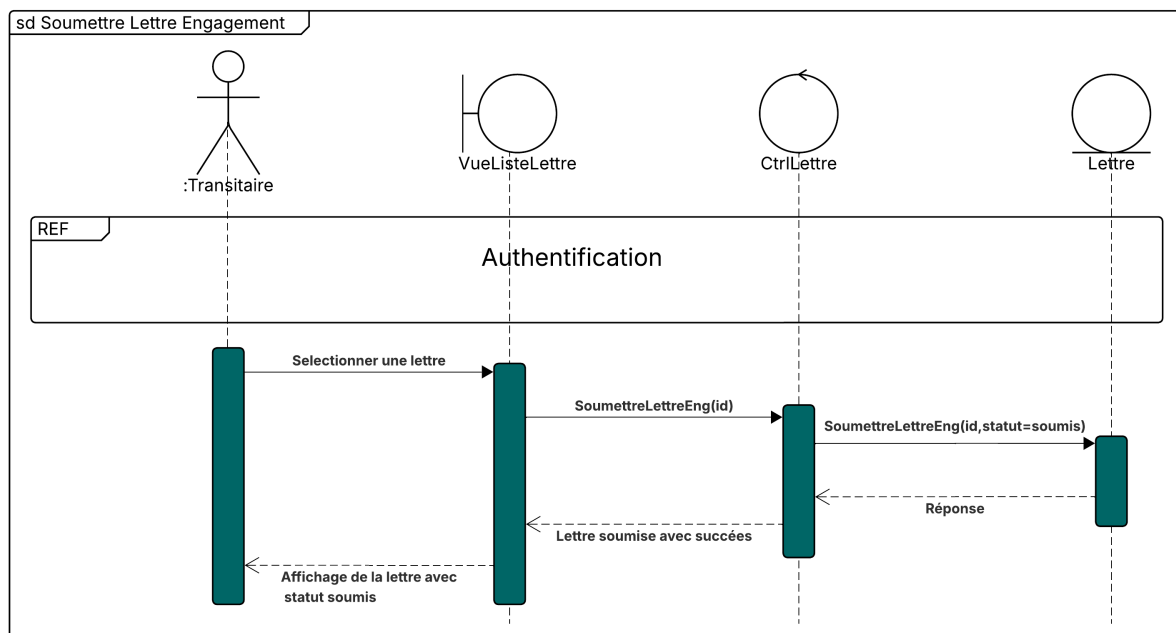 sd Soumettre Lettre Engagement
:Transitaire
VueListeLettre
CtrlLettre
Lettre
REF
Authentification
Selectionner une lettre
SoumettreLettreEng(id)
SoumettreLettreEng(id,statut=soumis)
Réponse
Lettre soumise avec succées
Affichage de la lettre avec
statut soumis